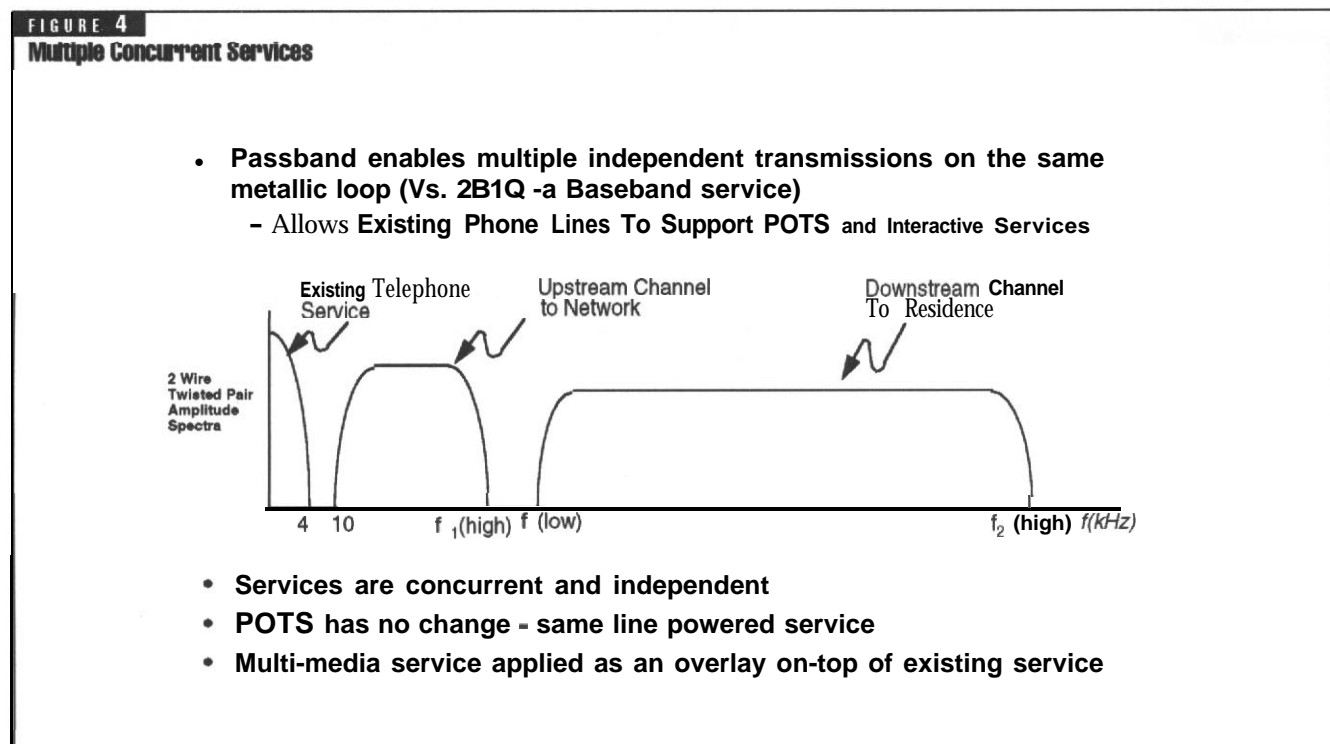 FIGURE 4
Multiple Concurrent Services
• Passband enables multiple independent transmissions on the same
metallic loop (Vs. 2B1Q -a Baseband service)
– Allows Existing Phone Lines To Support POTS and Interactive Services
Existing Telephone
Service
Upstream Channel
to Network
Downstream Channel
To Residence
2 Wire
Twisted Pair
Amplitude
Spectra
4 10 f 1(high) f (low) f2 (high) f(kHz)
• Services are concurrent and independent
• POTS has no change - same line powered service
• Multi-media service applied as an overlay on-top of existing service